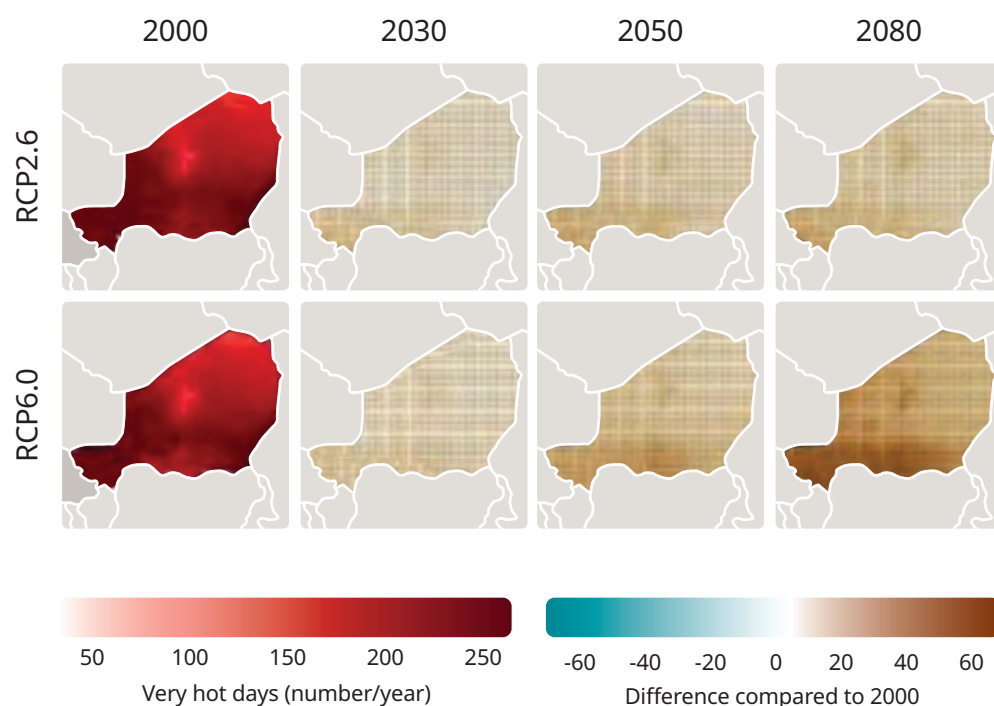 2000 2030 2050 2080
RCP2.6
RCP6.0
50 100 150 200 250
Very hot days (number/year)
-60 -40 -20 0 20 40 60
Difference compared to 2000